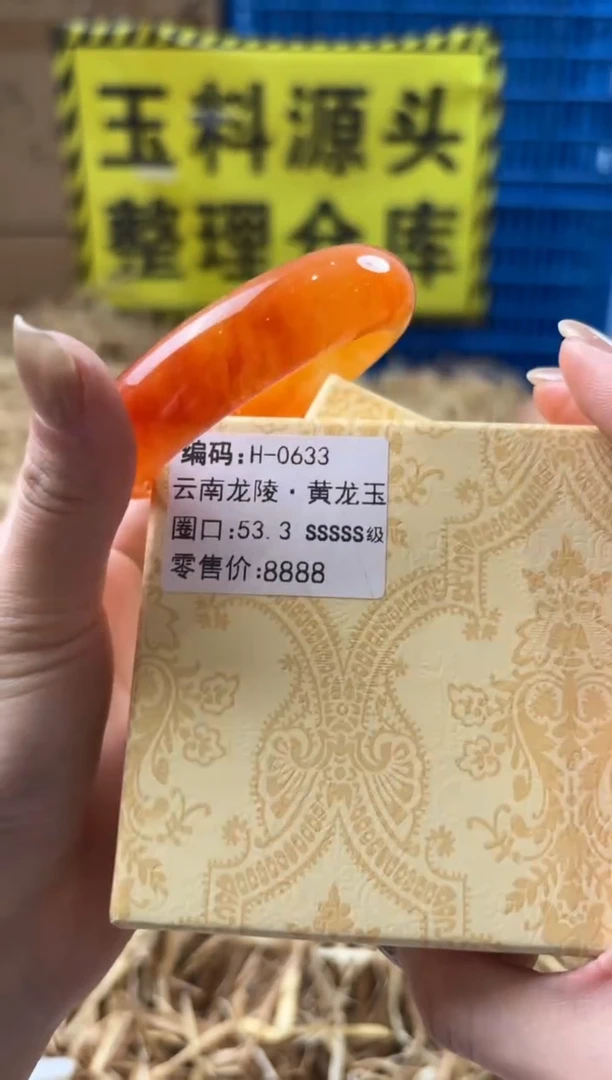 玉料源头
整理仓库
编码:H-0633
云南龙陵·黄龙玉
圈口:53.3 SSSSS级
零售价:8888